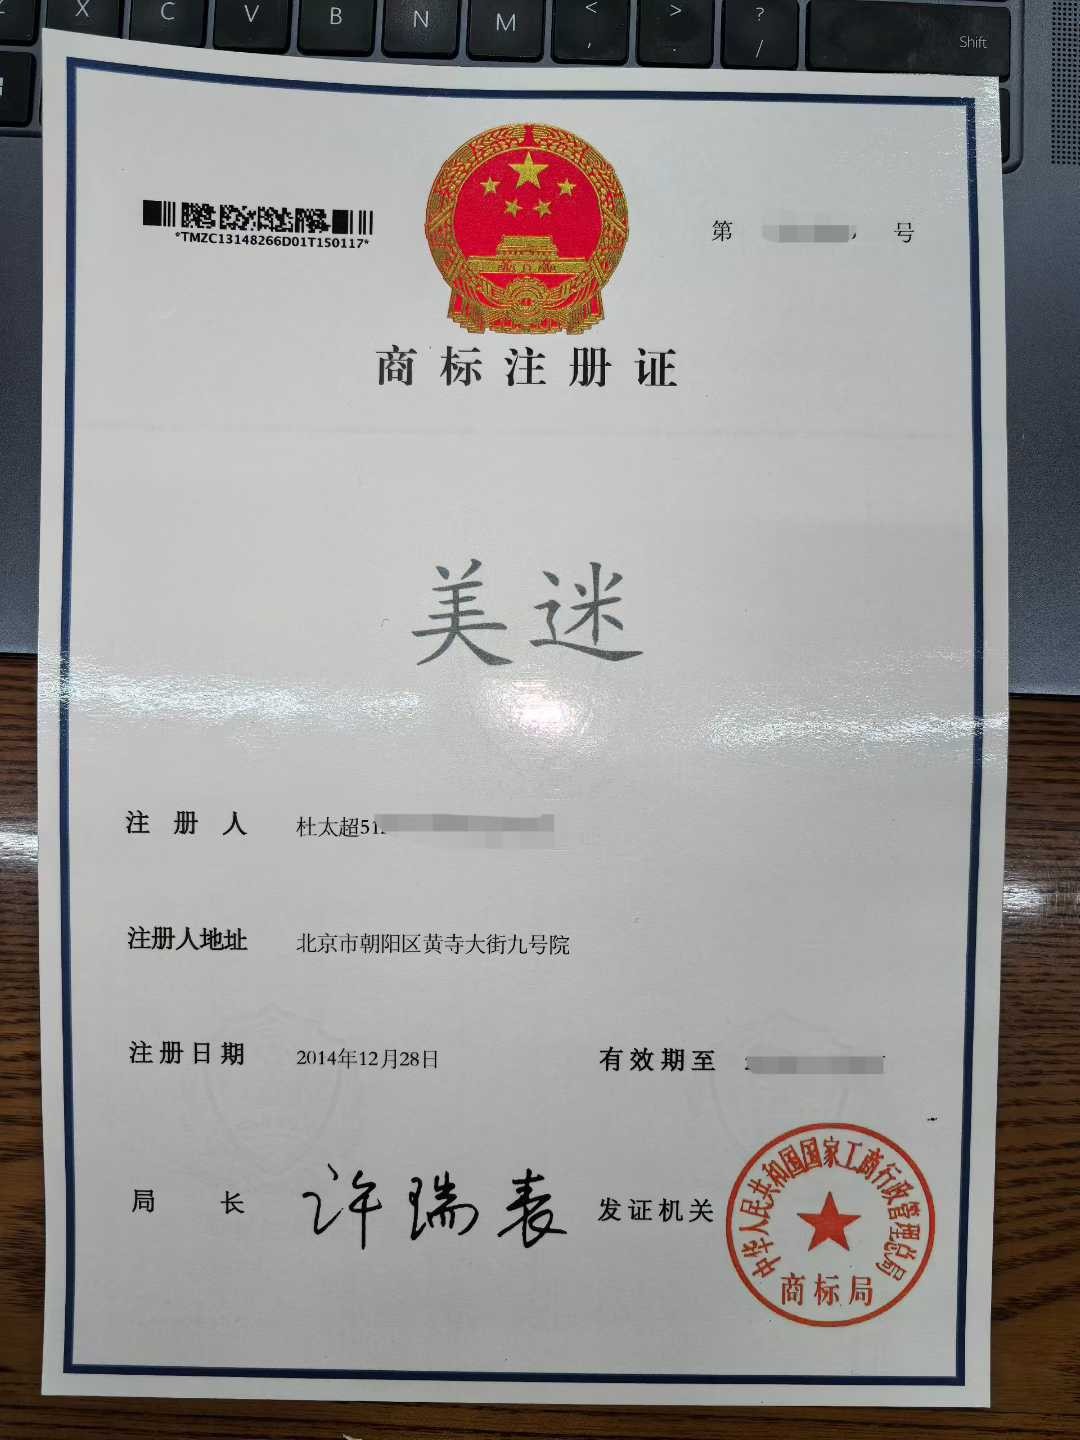 X C V B N M < , > . ? / Shift
*TMZC13148266D01T150117*
第 号
商标注册证
美迷
注册人 杜太超51
注册人地址 北京市朝阳区黄寺大街九号院
注册日期 2014年12月28日 有效期至
局长 许瑞表 发证机关
中华人民共和国国家工商行政管理总局
商标局